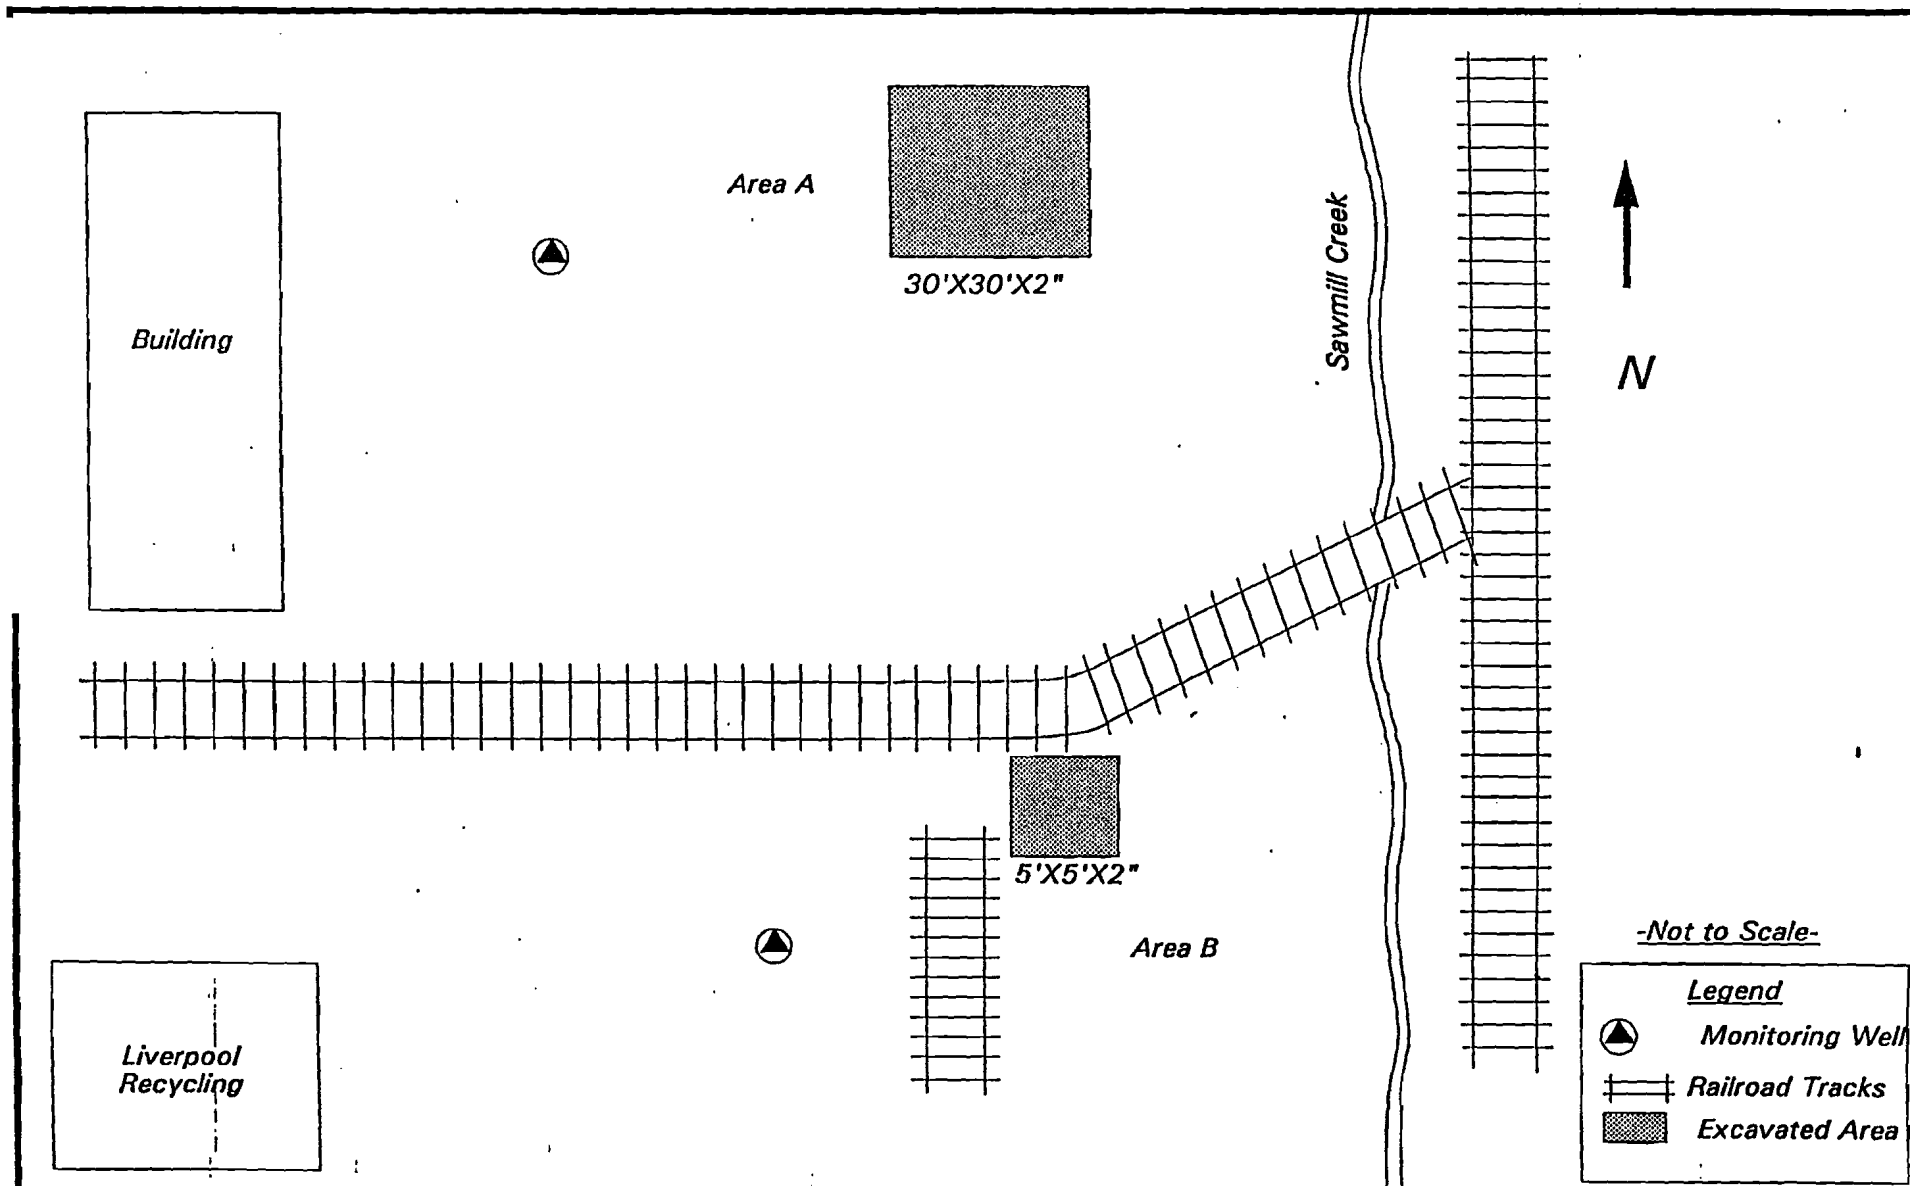 Area A
30'X30'X2"
Sawmill Creek
Building
N
5'X5'X2"
Area B
Liverpool
Recycling
-Not to Scale-
Legend
Monitoring Well
Railroad Tracks
Excavated Area